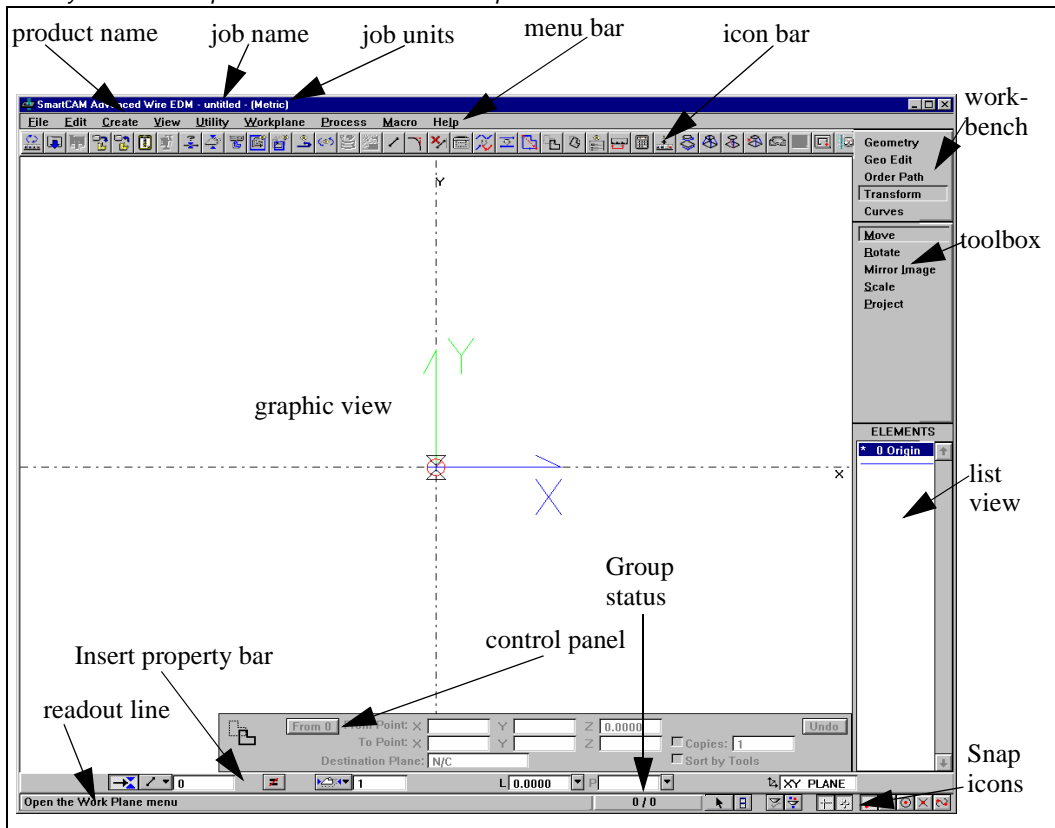 product name
job name
job units
menu bar
icon bar
work-
bench
SmartCAM Advanced Wire EDM - untitled - (Metric)
File Edit Create View Utility Workplane Process Macro Help
Geometry
Geo Edit
Order Path
Transform
Curves
Move
Rotate
Mirror Image
Scale
Project
toolbox
Y
Y
graphic view
X
X
ELEMENTS
* 0 Origin
list
view
Group
status
control panel
Insert property bar
readout line
From 0
Point: X Y Z 0.0000
Undo
To Point: X Y Z
Copies: 1
Destination Plane: N/C
Sort by Tools
0
1
L 0.0000
P
XY PLANE
Snap
icons
Open the Work Plane menu
0 / 0